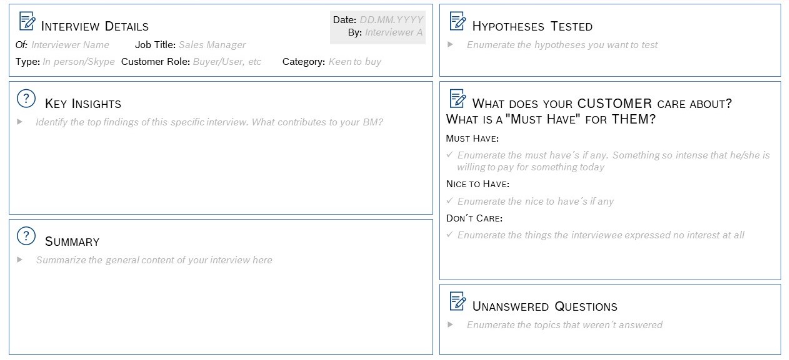 INTERVIEW DETAILS
Date: DD.MM.YYYY
By: Interviewer A
Of: Interviewer Name Job Title: Sales Manager
Type: In person/Skype Customer Role: Buyer/User, etc Category: Keen to buy
KEY INSIGHTS
Identify the top findings of this specific interview. What contributes to your BM?
SUMMARY
Summarize the general content of your interview here
HYPOTHESES TESTED
Enumerate the hypotheses you want to test
WHAT DOES YOUR CUSTOMER CARE ABOUT?
WHAT IS A "MUST HAVE" FOR THEM?
MUST HAVE:
Enumerate the must have's if any. Something so intense that he/she is
willing to pay for something today
NICE TO HAVE:
Enumerate the nice to have's if any
DON'T CARE:
Enumerate the things the interviewee expressed no interest at all
UNANSWERED QUESTIONS
Enumerate the topics that weren't answered